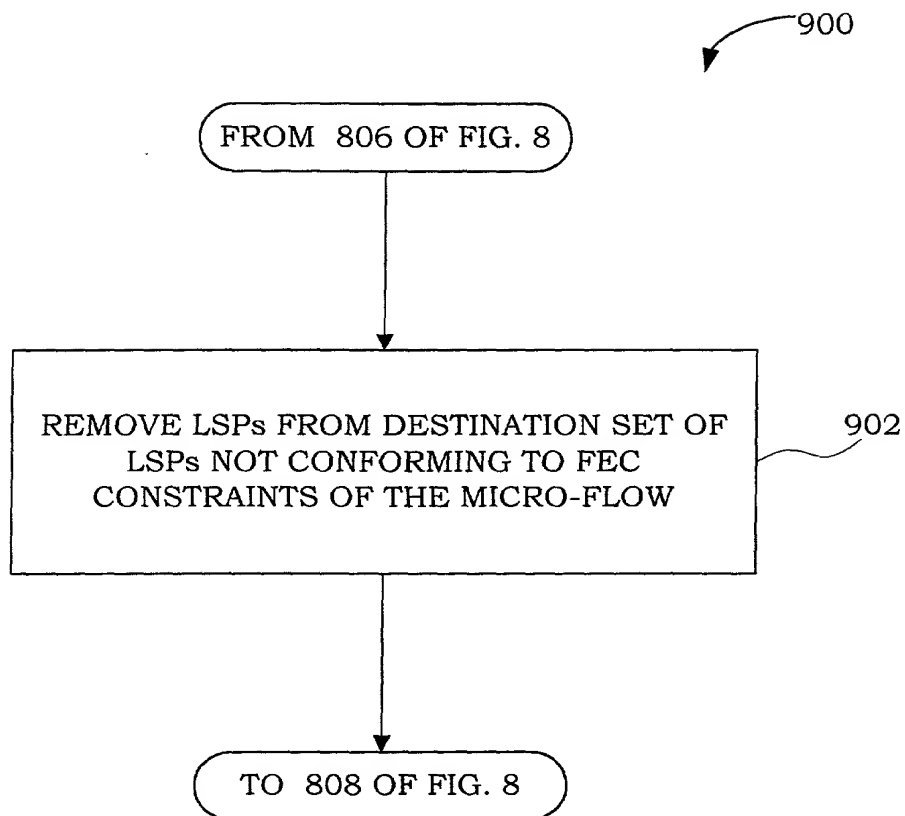 900
FROM 806 OF FIG. 8
REMOVE LSPs FROM DESTINATION SET OF
LSPs NOT CONFORMING TO FEC
CONSTRAINTS OF THE MICRO-FLOW
902
TO 808 OF FIG. 8